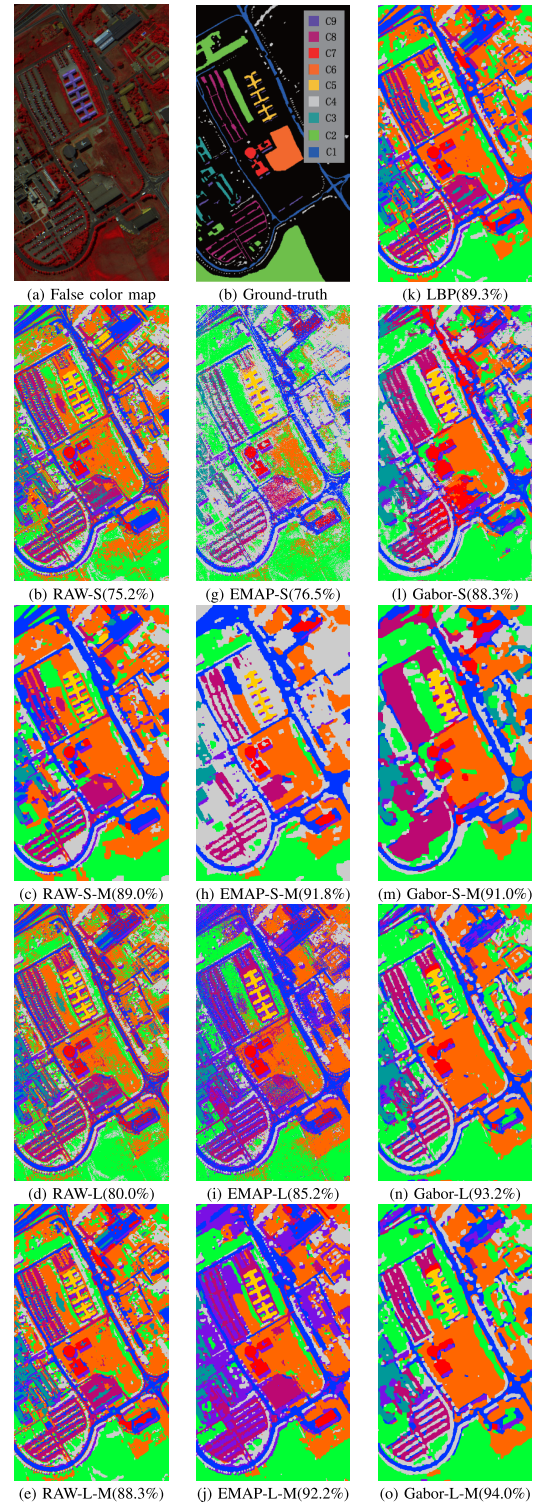 C9
C8
C7
C6
C5
C4
C3
C2
C1
(a) False color map
(b) Ground-truth
(k) LBP(89.3%)
(b) RAW-S(75.2%)
(g) EMAP-S(76.5%)
(l) Gabor-S(88.3%)
(c) RAW-S-M(89.0%)
(h) EMAP-S-M(91.8%)
(m) Gabor-S-M(91.0%)
(d) RAW-L(80.0%)
(i) EMAP-L(85.2%)
(n) Gabor-L(93.2%)
(e) RAW-L-M(88.3%)
(j) EMAP-L-M(92.2%)
(o) Gabor-L-M(94.0%)